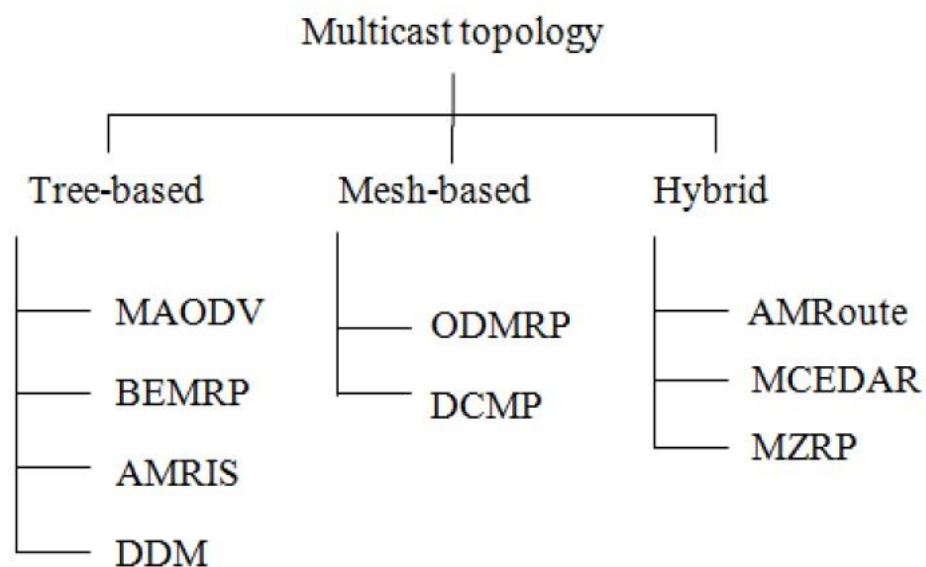 Multicast topology
Tree-based
MAODV
BEMRP
AMRIS
DDM
Mesh-based
ODMRP
DCMP
Hybrid
AMRoute
MCEDAR
MZRP